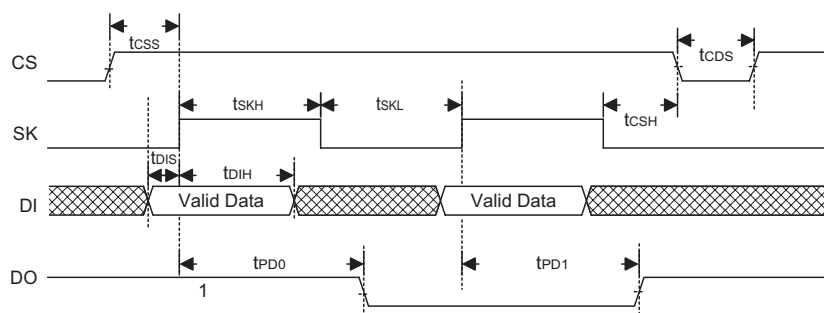 tCSS
tCDS
CS
tSKH
tSKL
tCSH
SK
tDIS
tDIH
DI
Valid Data
Valid Data
tPD0
tPD1
DO
1